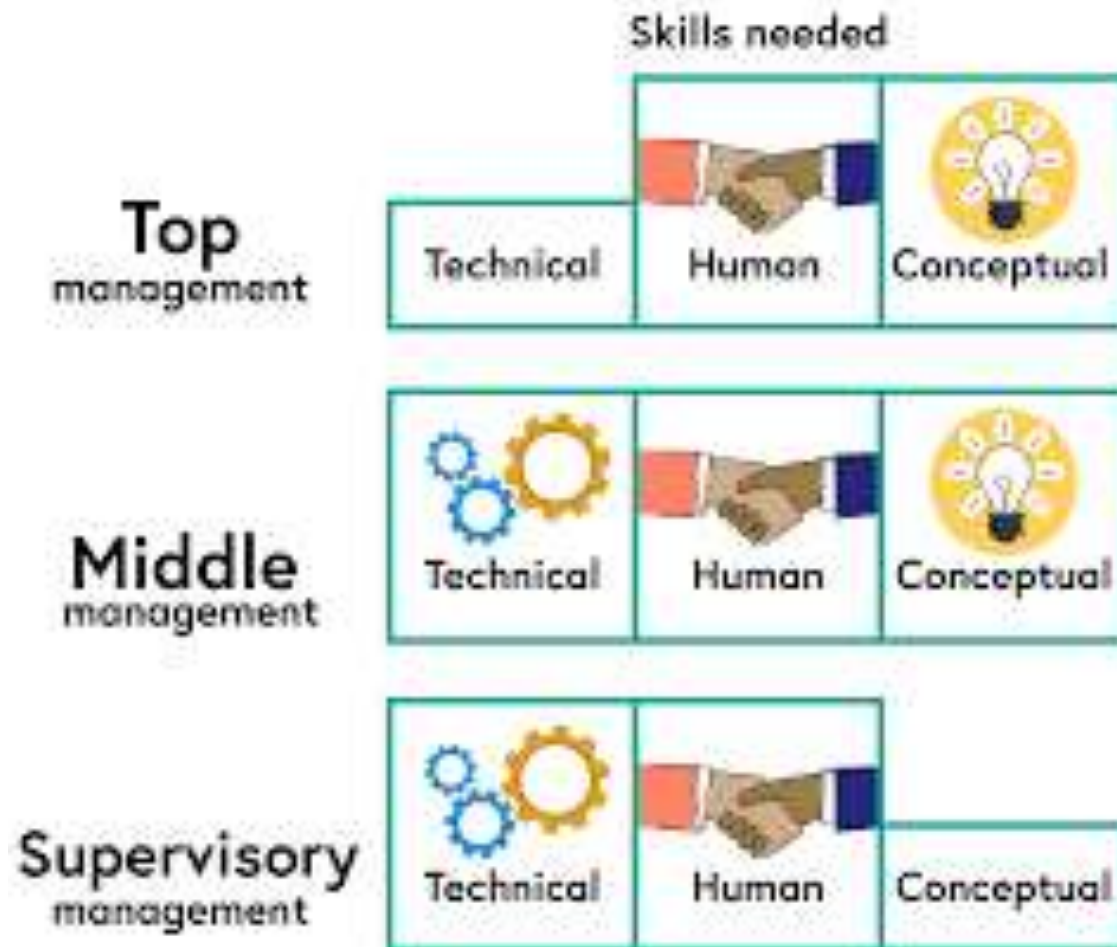 Skills needed
Top
management
Technical
Human
Conceptual
Middle
management
Technical
Human
Conceptual
Supervisory
management
Technical
Human
Conceptual